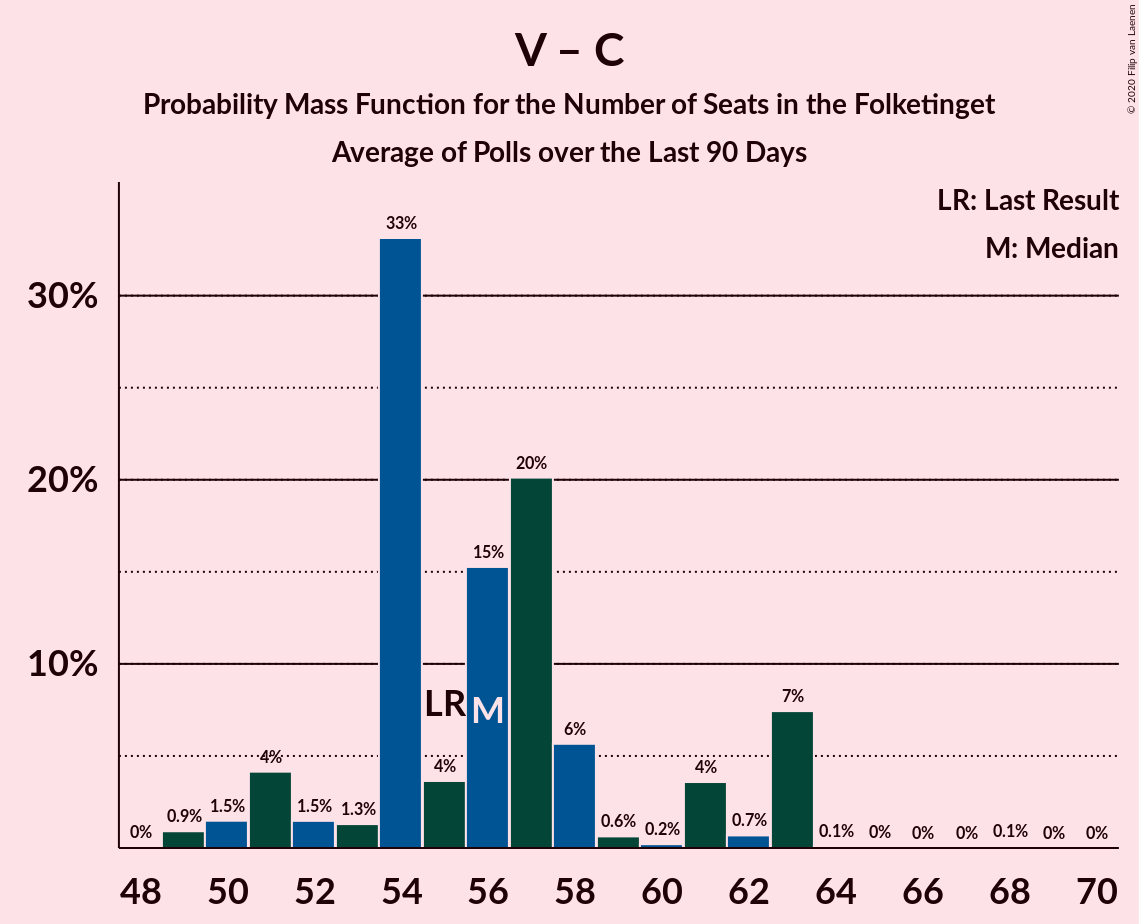 V – C
Probability Mass Function for the Number of Seats in the Folketinget
Average of Polls over the Last 90 Days
© 2020 Filip van Laenen
LR: Last Result
M: Median
30%
20%
10%
0%
0.9%
1.5%
4%
1.5%
1.3%
33%
4%
15%
20%
6%
0.6%
0.2%
4%
0.7%
7%
0.1%
0%
0%
0%
0.1%
0%
0%
LR
M
48 50 52 54 56 58 60 62 64 66 68 70